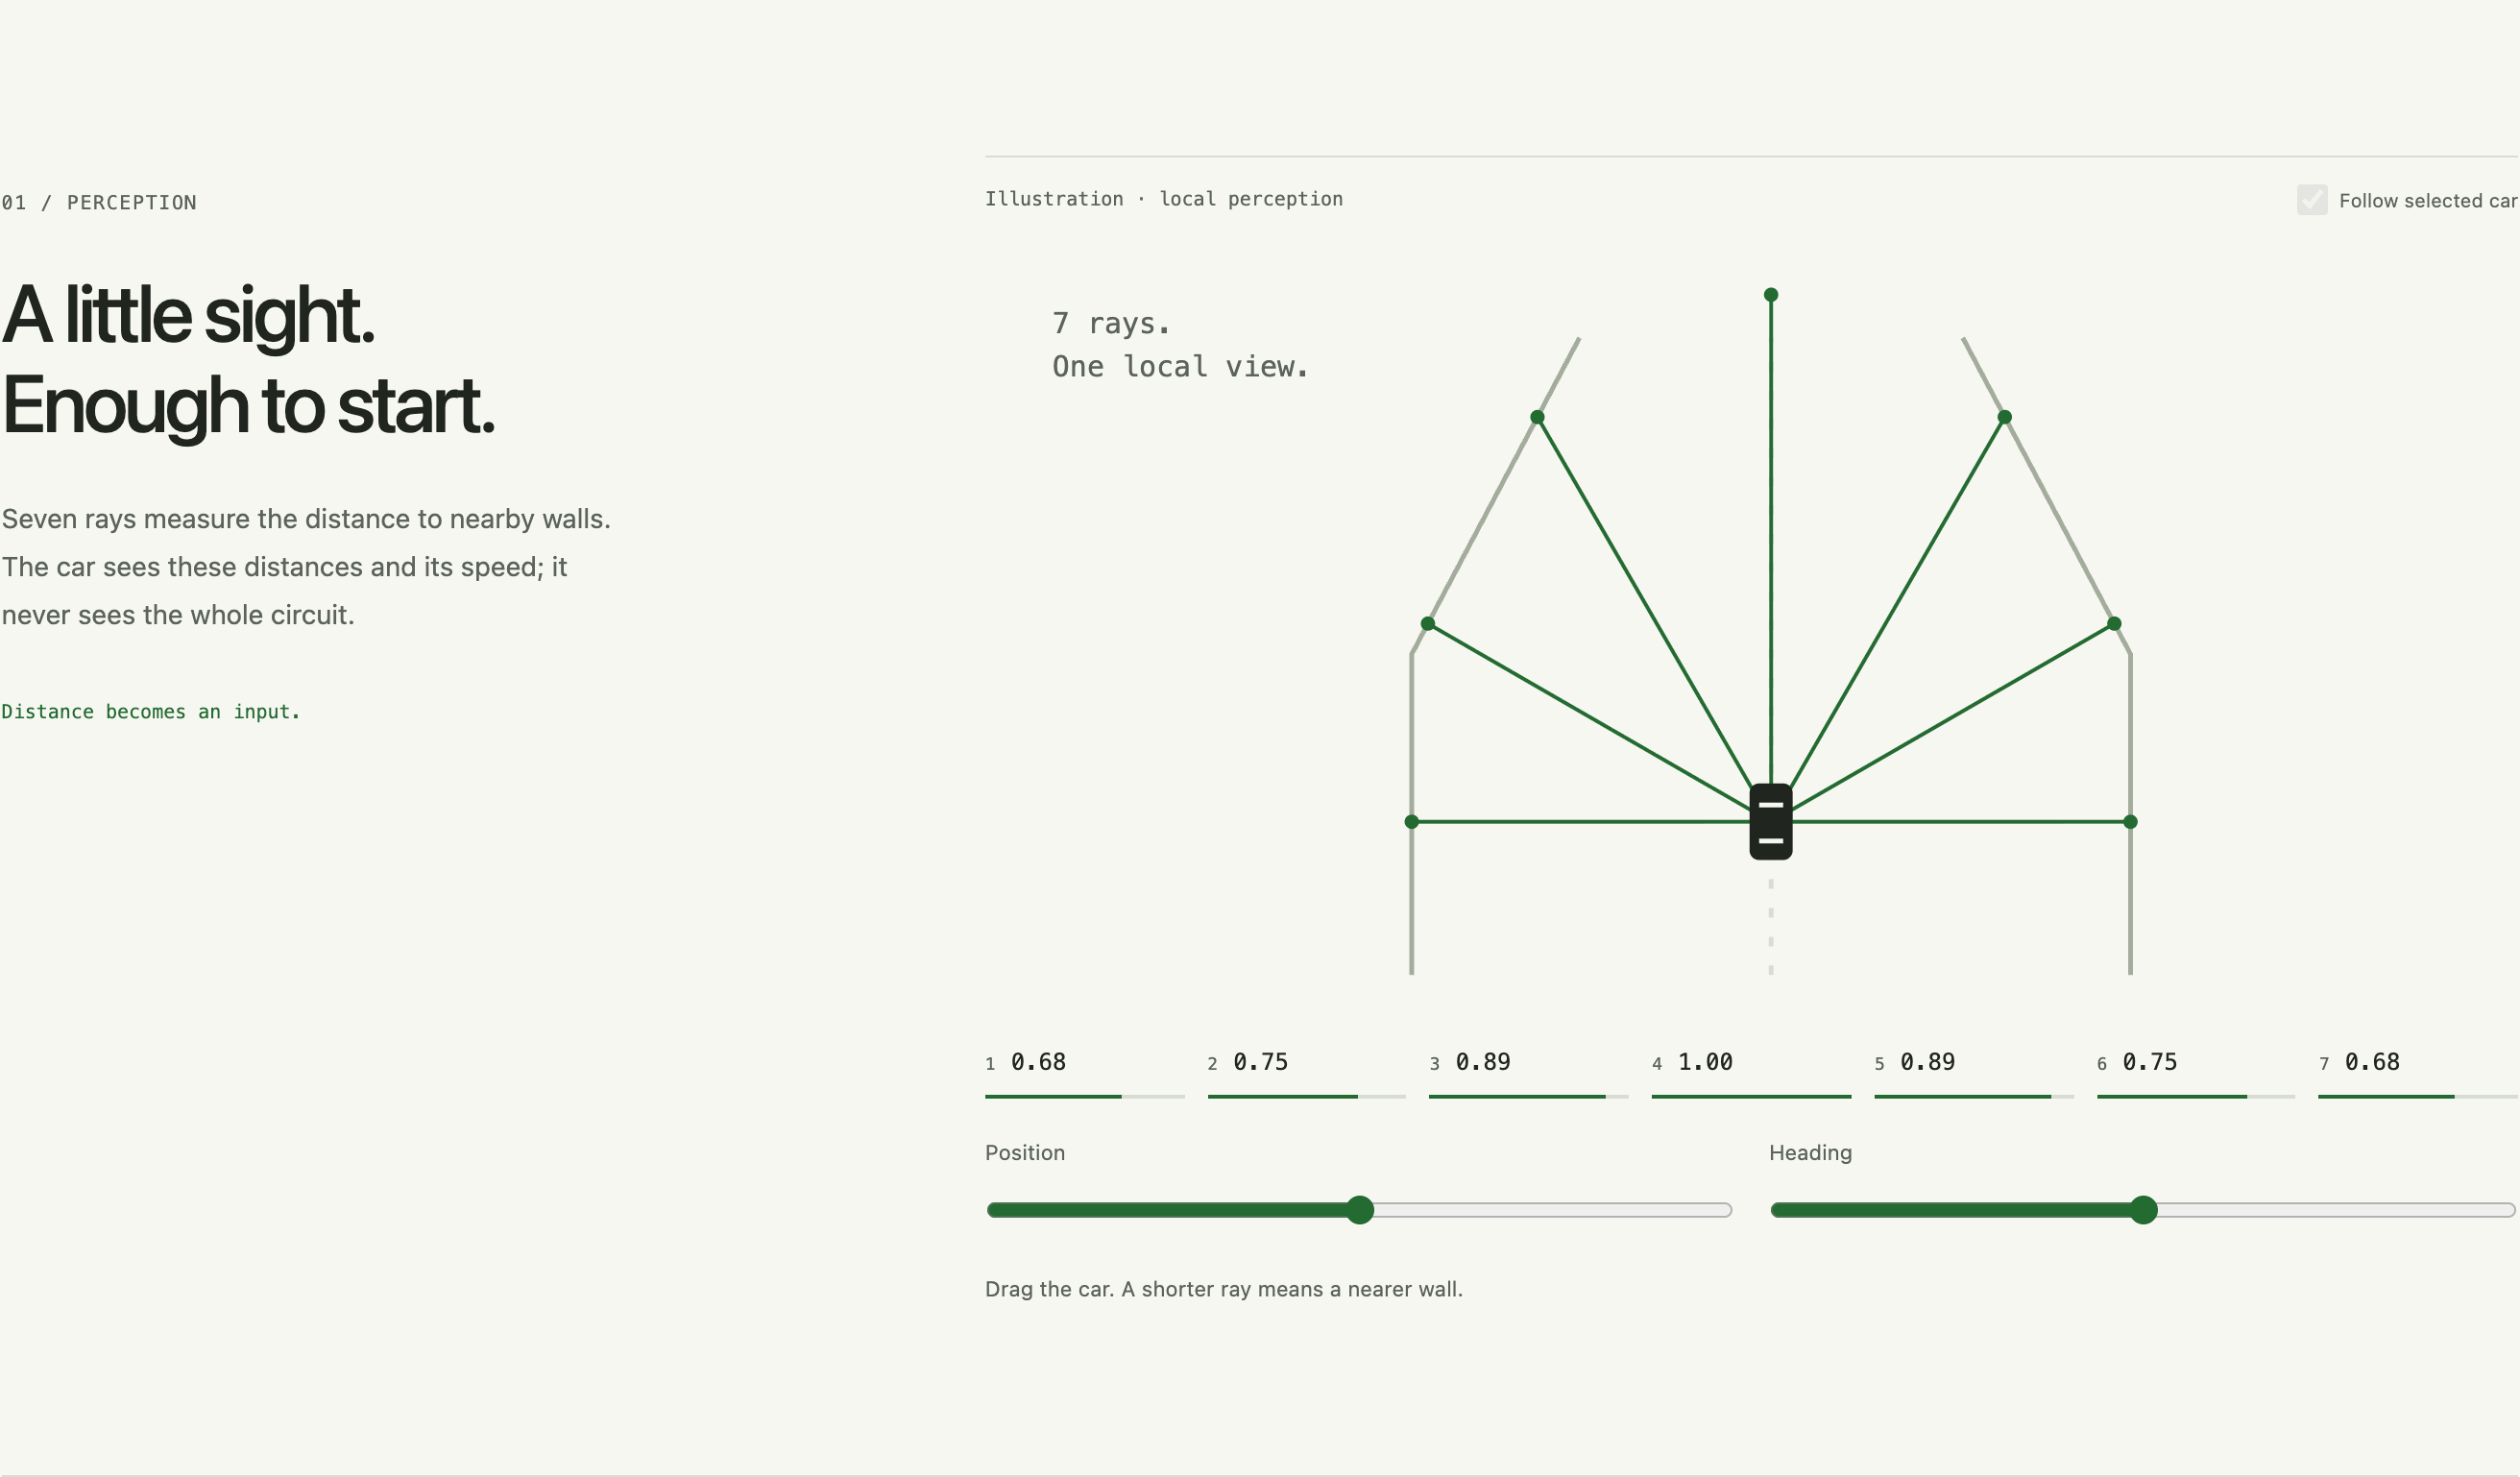 01 / PERCEPTION
A little sight.
Enough to start.
Seven rays measure the distance to nearby walls.
The car sees these distances and its speed; it
never sees the whole circuit.
Distance becomes an input.
Illustration · local perception
Follow selected car
7 rays.
One local view.
1 0.68
2 0.75
3 0.89
4 1.00
5 0.89
6 0.75
7 0.68
Position
Heading
Drag the car. A shorter ray means a nearer wall.